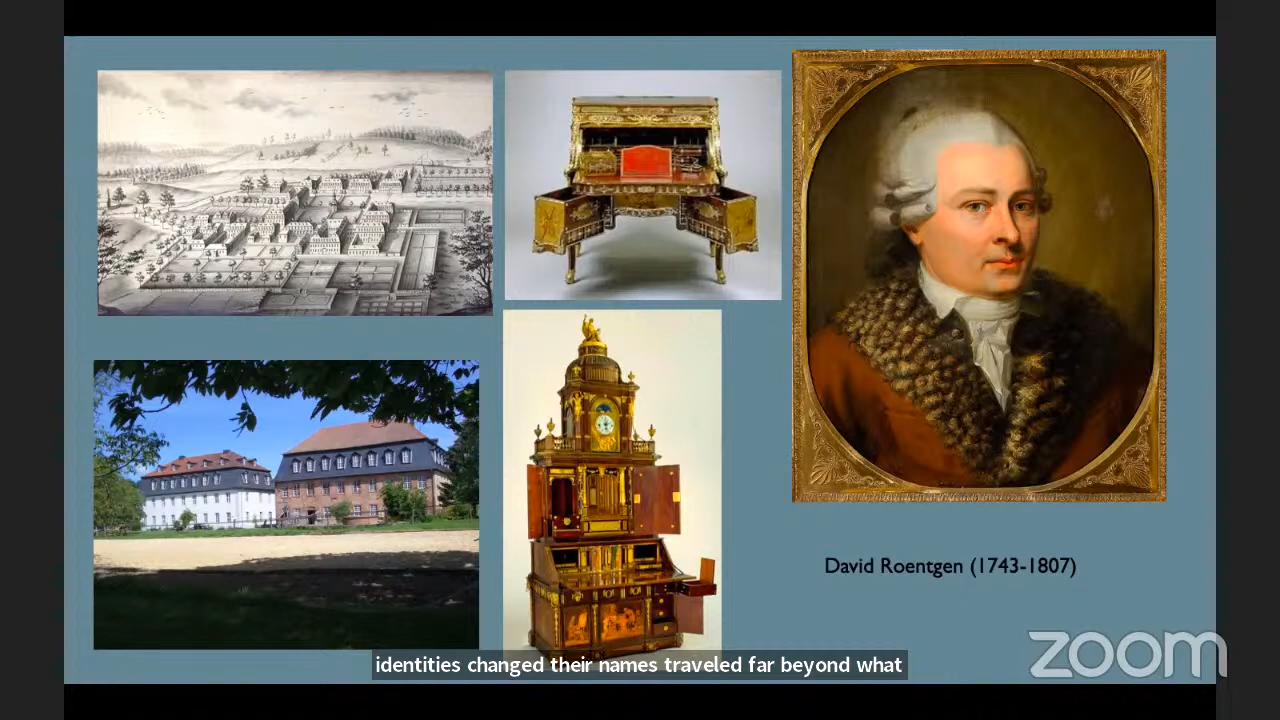 David Roentgen (1743-1807)
identities changed their names traveled far beyond what
zoom